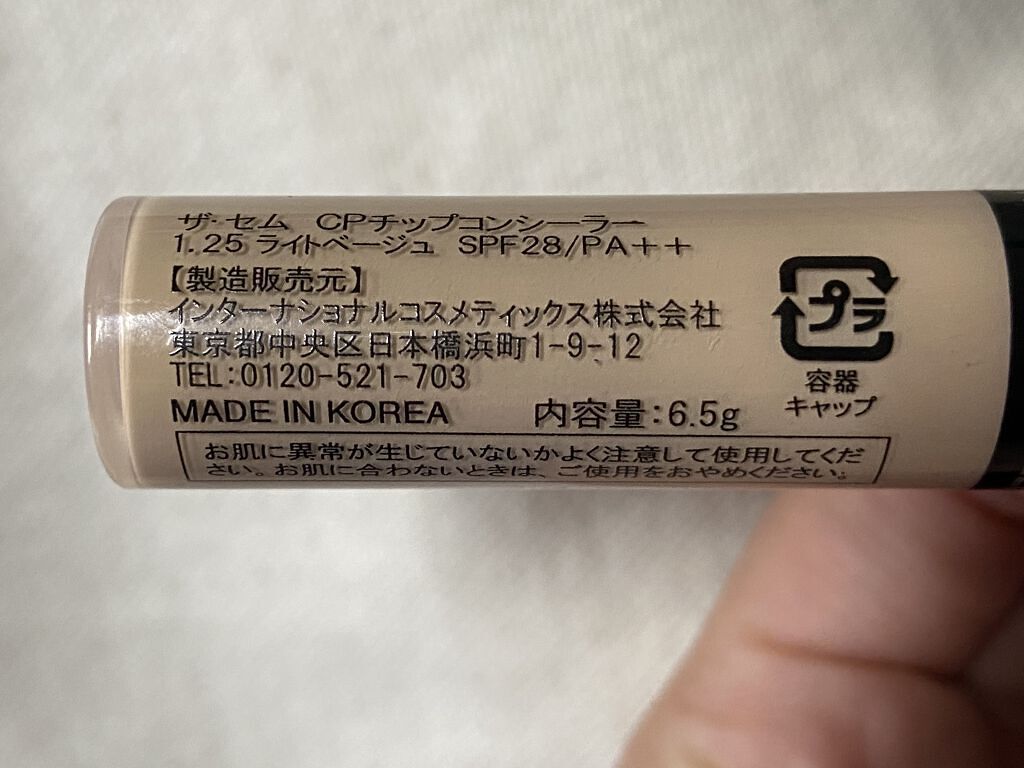 ザ・セム CPチップコンシーラー
1.25 ライトベージュ SPF28/PA++
【製造販売元】
インターナショナルコスメティックス株式会社
東京都中央区日本橋浜町1-9-12
TEL:0120-521-703
MADE IN KOREA 内容量:6.5g
お肌に異常が生じていないかよく注意して使用してくだ
さい。お肌に合わないときは、ご使用をおやめください。
プラ
容器
キャップ